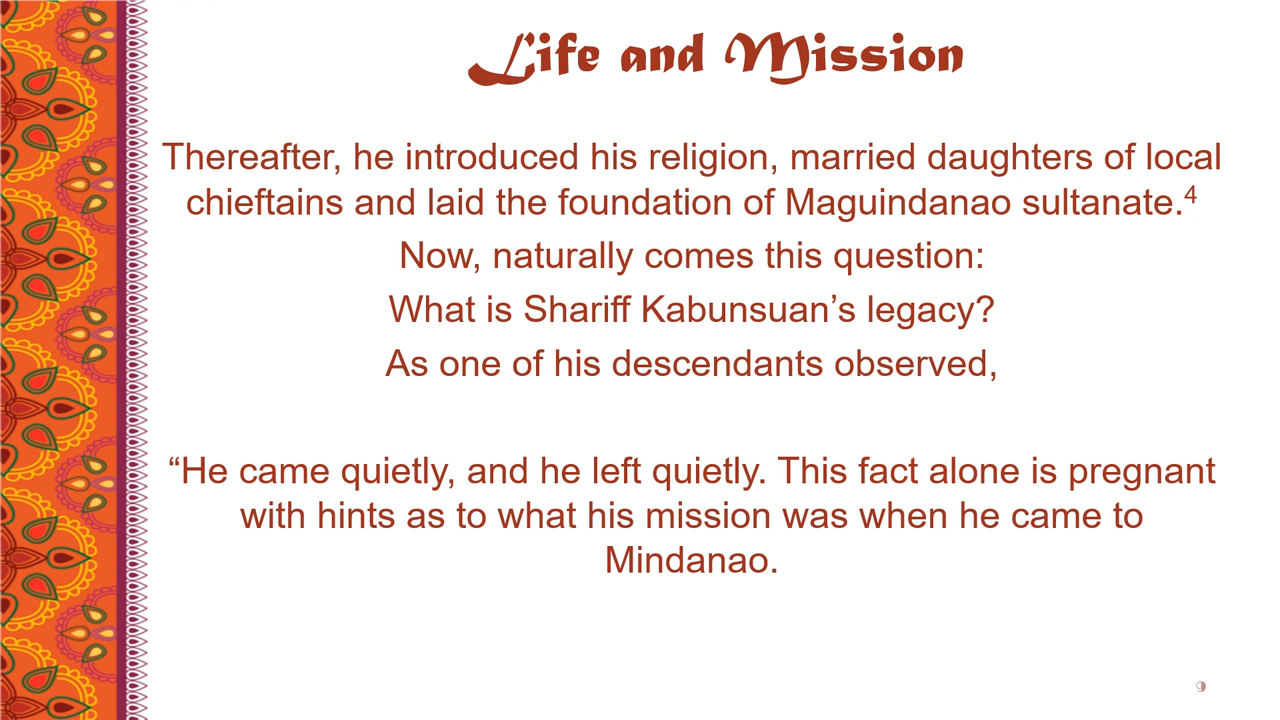 Life and Mission
Thereafter, he introduced his religion, married daughters of local
chieftains and laid the foundation of Maguindanao sultanate.⁴
Now, naturally comes this question:
What is Shariff Kabunsuan’s legacy?
As one of his descendants observed,
“He came quietly, and he left quietly. This fact alone is pregnant
with hints as to what his mission was when he came to
Mindanao.
9